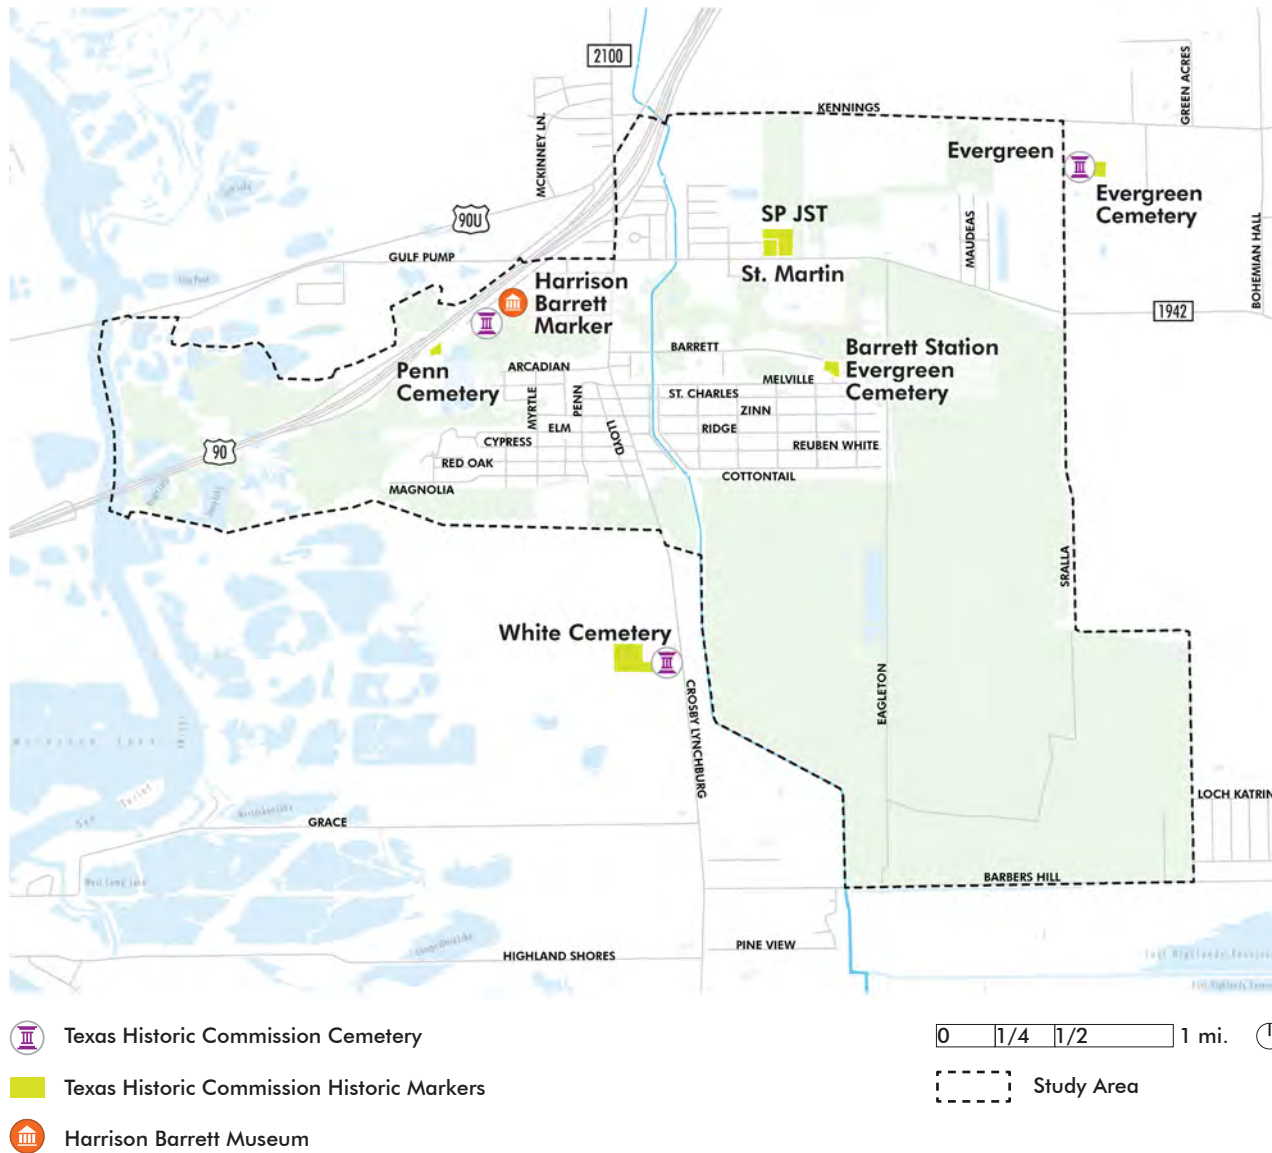 2100
KENNINGS
GREEN ACRES
MCKINNEY LN.
Evergreen
Evergreen
Cemetery
90U
SP JST
MAUDEAS
BOHEMIAN HALL
GULF PUMP
St. Martin
Harrison
Barrett
Marker
1942
BARRETT
Barrett Station
Evergreen
Cemetery
Penn
Cemetery
ARCADIAN
MELVILLE
MYRTLE
PENN
ST. CHARLES
ZINN
ELM
LLOYD
RIDGE
CYPRESS
REUBEN WHITE
90
RED OAK
COTTONTAIL
MAGNOLIA
SRALLA
White Cemetery
EAGLETON
CROSBY LYNCHBURG
LOCH KATRIN
GRACE
BARBERS HILL
West Camp Lake
PINE VIEW
HIGHLAND SHORES
Texas Historic Commission Cemetery
0 1/4 1/2 1 mi.
Texas Historic Commission Historic Markers
Study Area
Harrison Barrett Museum